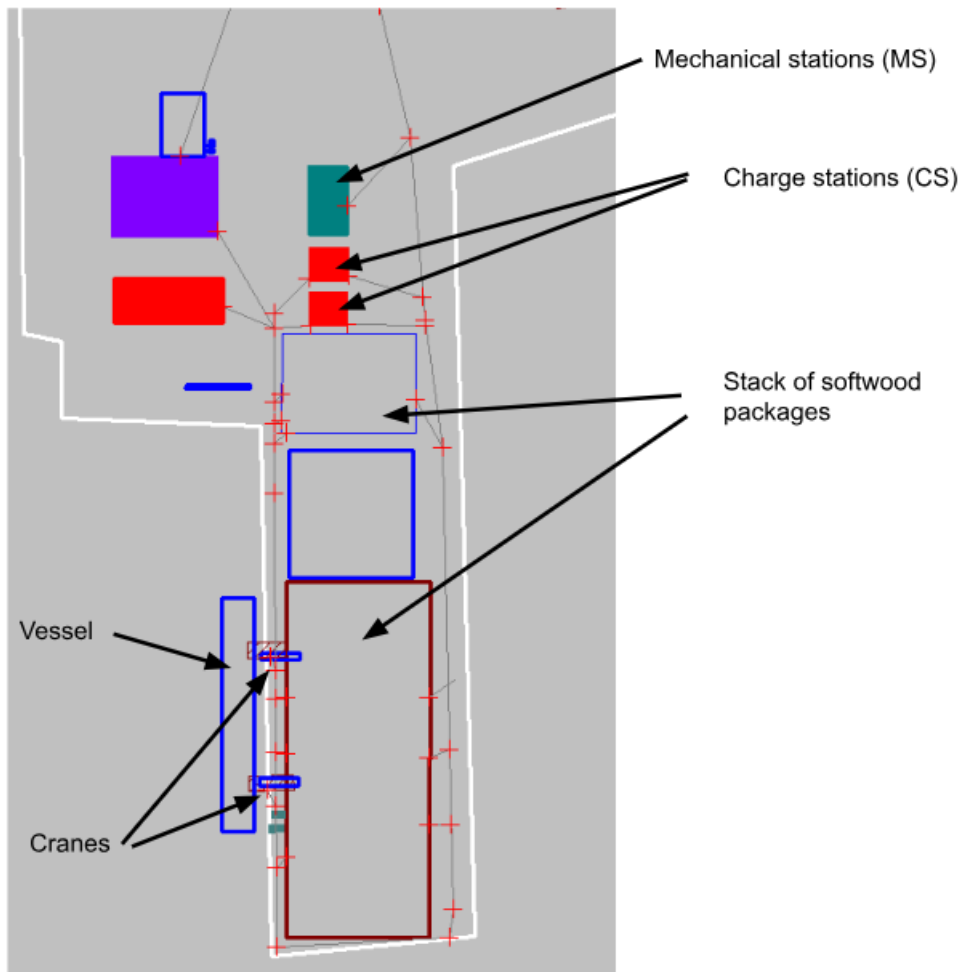 Mechanical stations (MS)
Charge stations (CS)
Stack of softwood
packages
Vessel
Cranes